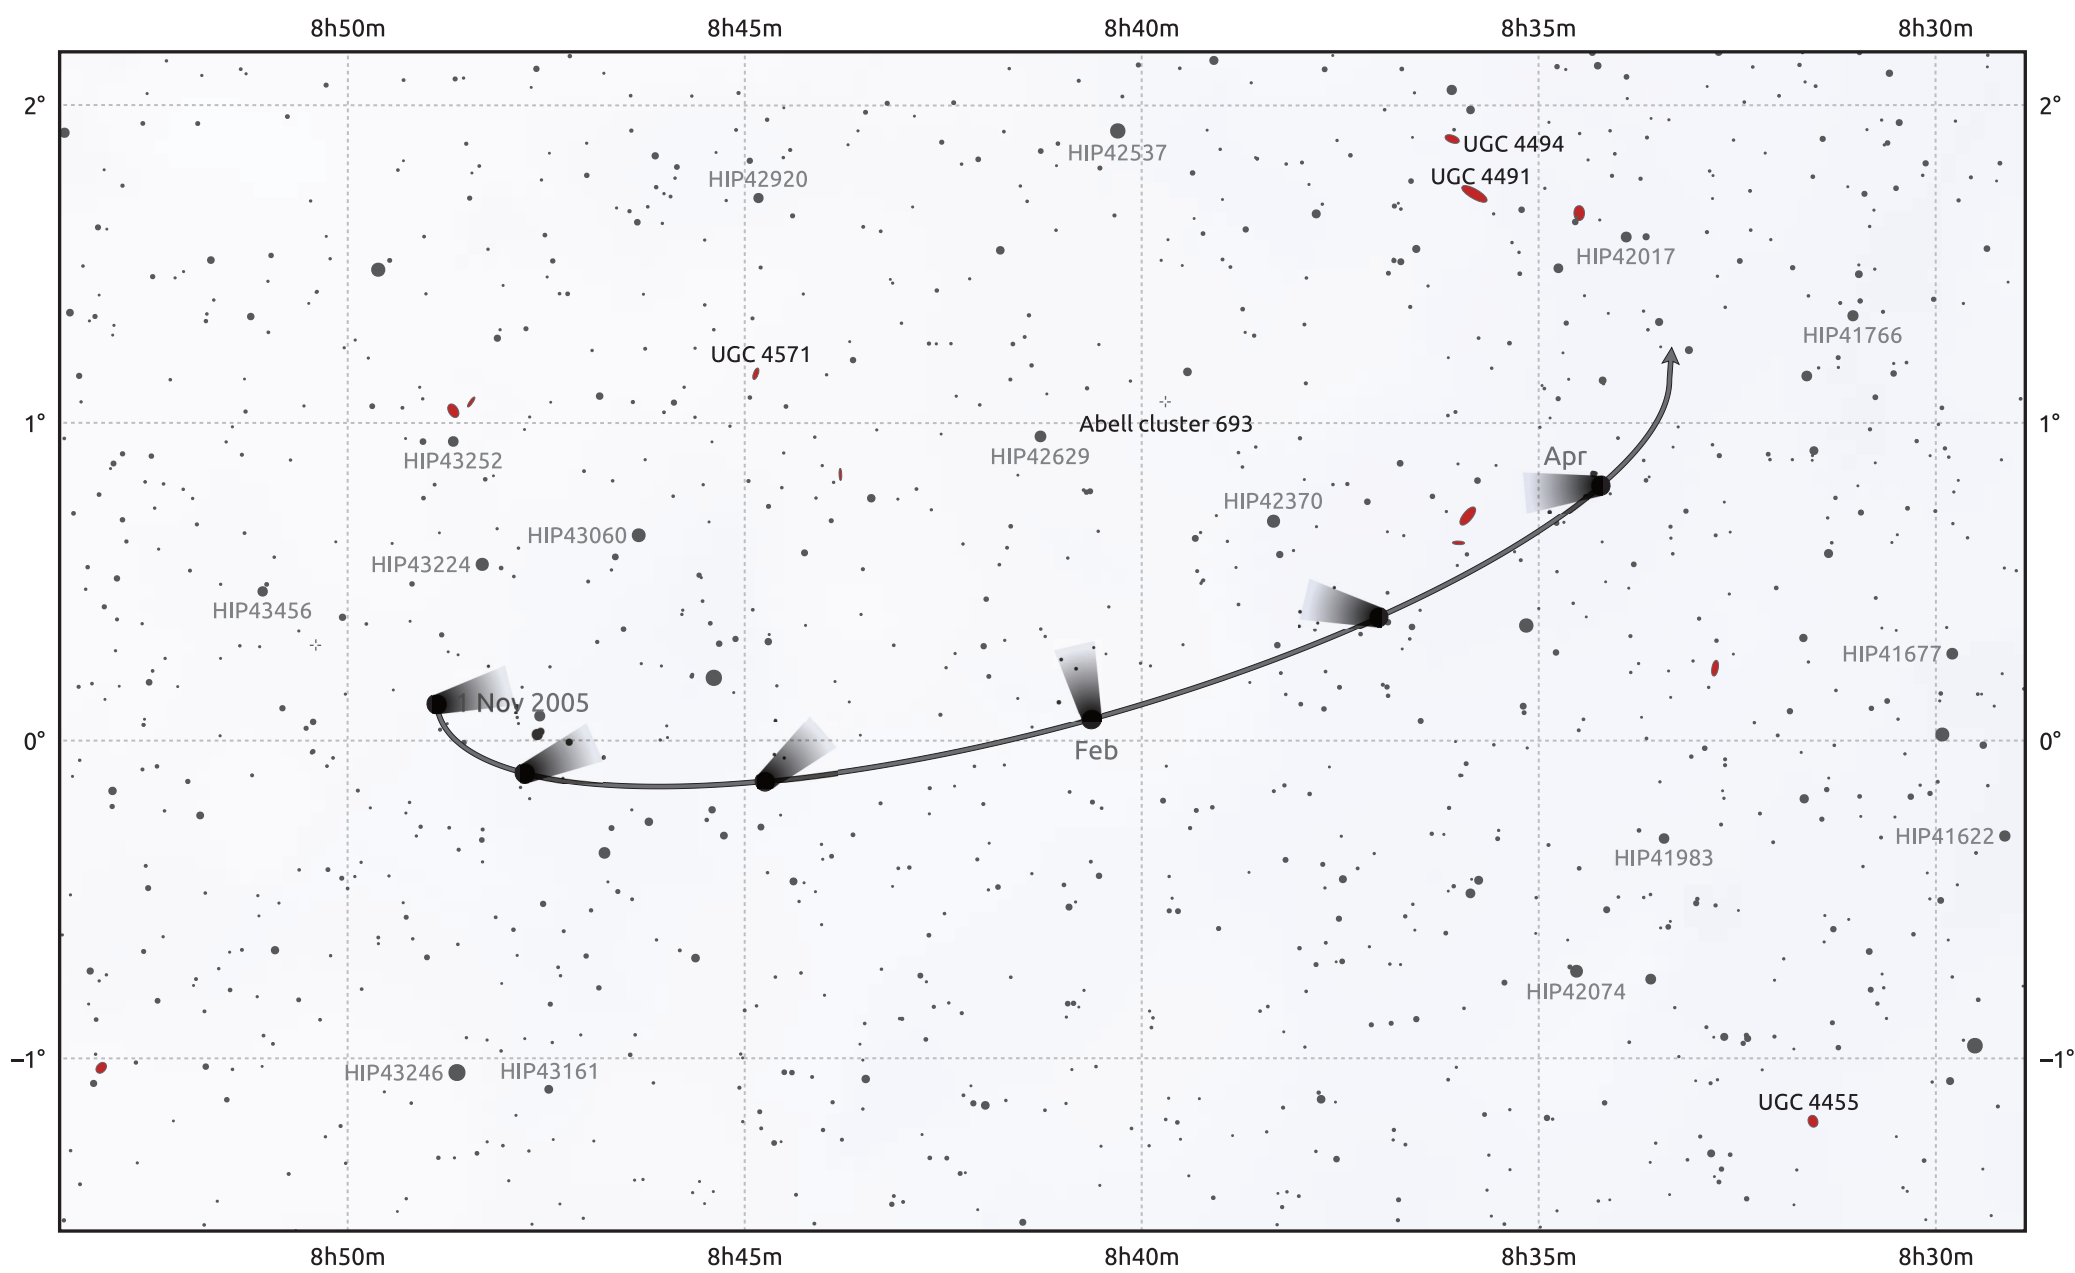 8h50m 8h45m 8h40m 8h35m 8h30m
2° 2°
UGC 4494
HIP42537
UGC 4491
HIP42920
HIP42017
HIP41766
UGC 4571
1° 1°
Abell cluster 693
HIP43252 HIP42629 Apr
HIP42370
HIP43060
HIP43224
HIP43456
HIP41677
1 Nov 2005
0° 0°
Feb
HIP41622
HIP41983
HIP42074
−1° −1°
HIP43246 HIP43161
UGC 4455
8h50m 8h45m 8h40m 8h35m 8h30m